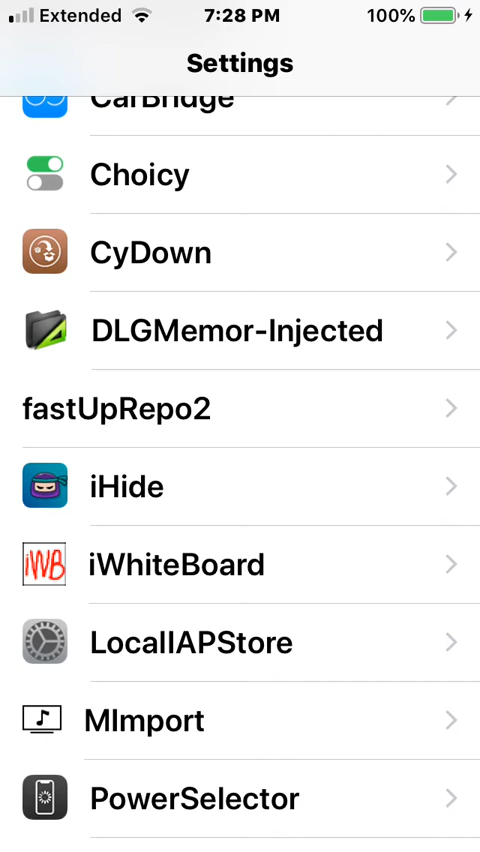 Extended 7:28 PM 100%
Settings
CarBridge
Choicy
CyDown
DLGMemor-Injected
fastUpRepo2
iHide
iWB iWhiteBoard
LocalIAPStore
MImport
PowerSelector